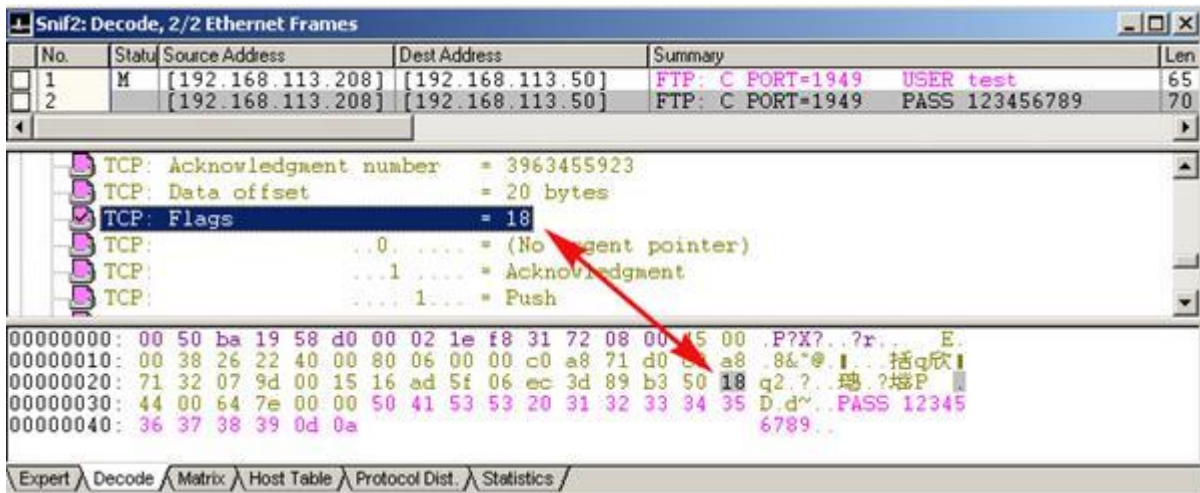 Snif2: Decode, 2/2 Ethernet Frames
No. Statu Source Address Dest Address Summary Len
1 M [192.168.113.208] [192.168.113.50] FTP: C PORT=1949 USER test 65
2 [192.168.113.208] [192.168.113.50] FTP: C PORT=1949 PASS 123456789 70
TCP: Acknowledgment number = 3963455923
TCP: Data offset = 20 bytes
TCP: Flags = 18
TCP: ..0. .... = (No urgent pointer)
TCP: ...1 .... = Acknowledgment
TCP: .... 1... = Push
00000000: 00 50 ba 19 58 d0 00 02 1e f8 31 72 08 00 45 00 .P?X?..?r... E.
00000010: 00 38 26 22 40 00 80 06 00 00 c0 a8 71 d0 c0 a8 .8&"@. ... 括q欣
00000020: 71 32 07 9d 00 15 16 ad 5f 06 ec 3d 89 b3 50 18 q2.?.. .?塭P .
00000030: 44 00 64 7e 00 00 50 41 53 53 20 31 32 33 34 35 D.d~..PASS 12345
00000040: 36 37 38 39 0d 0a 6789..
Expert Decode Matrix Host Table Protocol Dist. Statistics